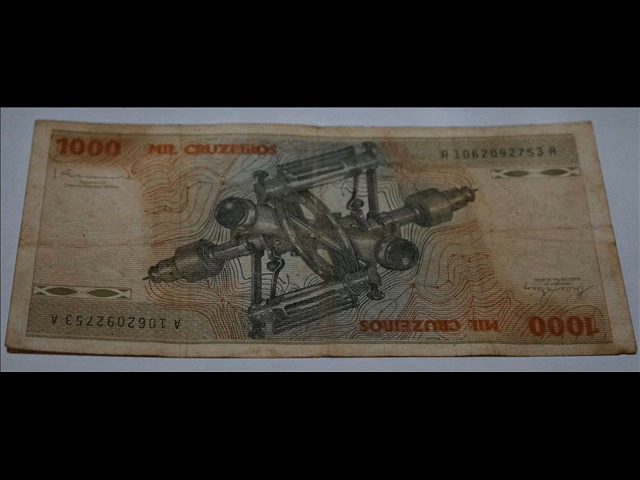 1000 MIL CRUZEIROS
A 1062092753 A
A 1062092753 A
MIL CRUZEIROS 1000